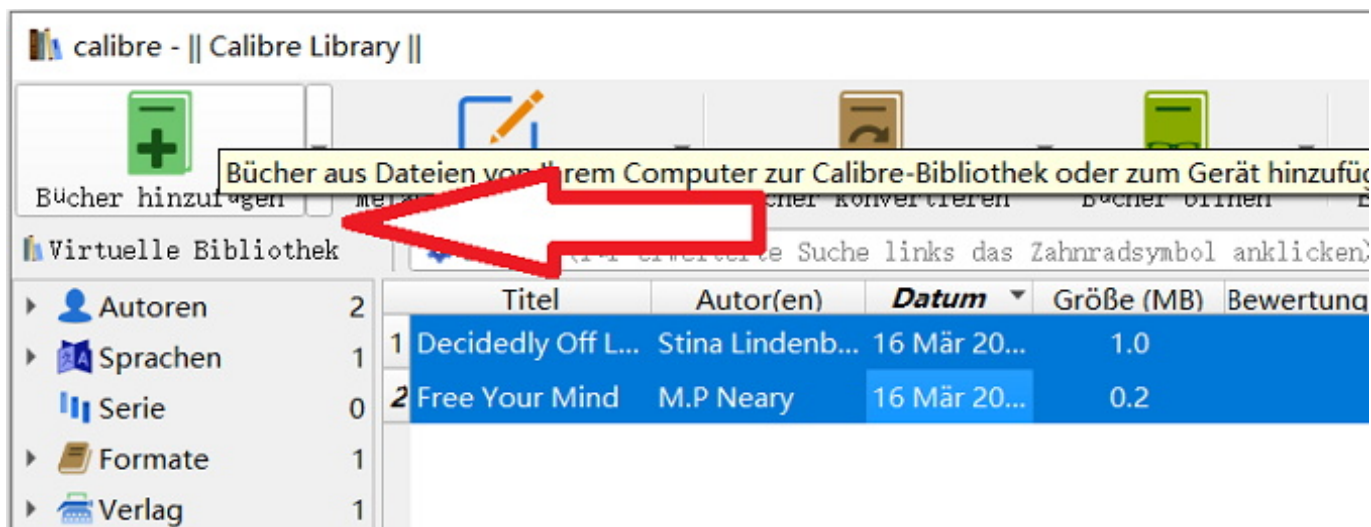 calibre - || Calibre Library ||
Bücher aus Dateien von Ihrem Computer zur Calibre-Bibliothek oder zum Gerät
Bücher hinzufügen konvertieren Bücher öffnen
Virtuelle Bibliothek Suche links das Zahnradsymbol anklicken)
Autoren 2
Sprachen 1
Serie 0
Formate 1
Verlag 1
Titel Autor(en) Datum Größe (MB) Bewertung
1 Decidedly Off L... Stina Lindenb... 16 Mär 20... 1.0
2 Free Your Mind M.P Neary 16 Mär 20... 0.2